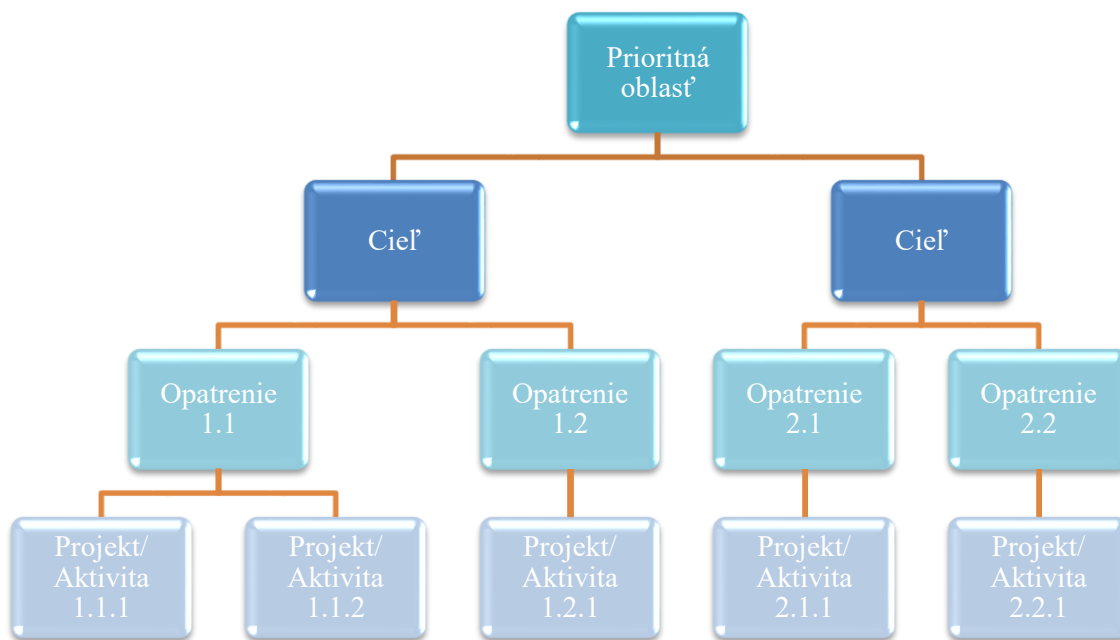 Prioritná
oblasť
Cieľ
Cieľ
Opatrenie
1.1
Opatrenie
1.2
Opatrenie
2.1
Opatrenie
2.2
Projekt/
Aktivita
1.1.1
Projekt/
Aktivita
1.1.2
Projekt/
Aktivita
1.2.1
Projekt/
Aktivita
2.1.1
Projekt/
Aktivita
2.2.1